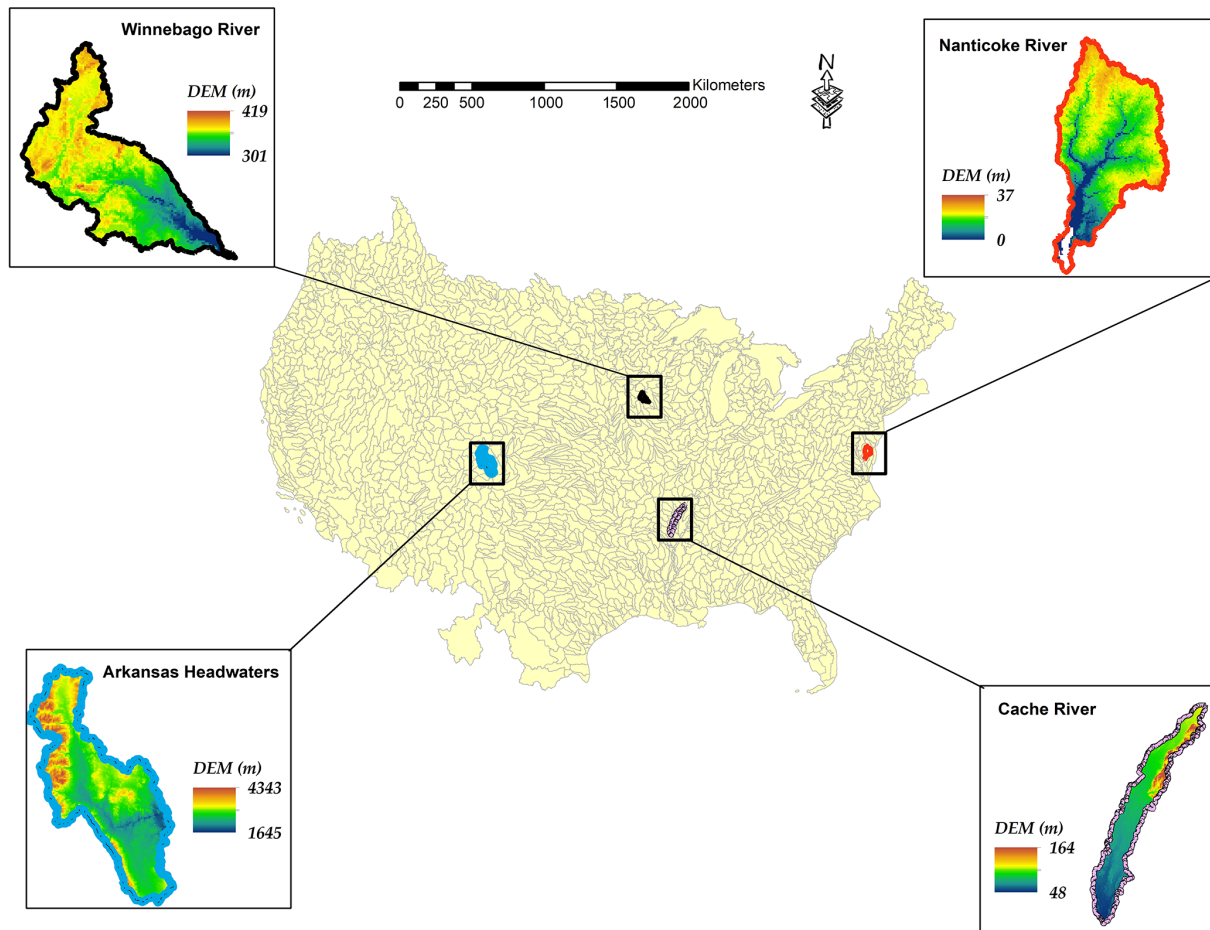 Winnebago River
DEM (m)
419
301
Kilometers
0 250 500 1000 1500 2000
N
Nanticoke River
DEM (m)
37
0
Arkansas Headwaters
DEM (m)
4343
1645
Cache River
DEM (m)
164
48